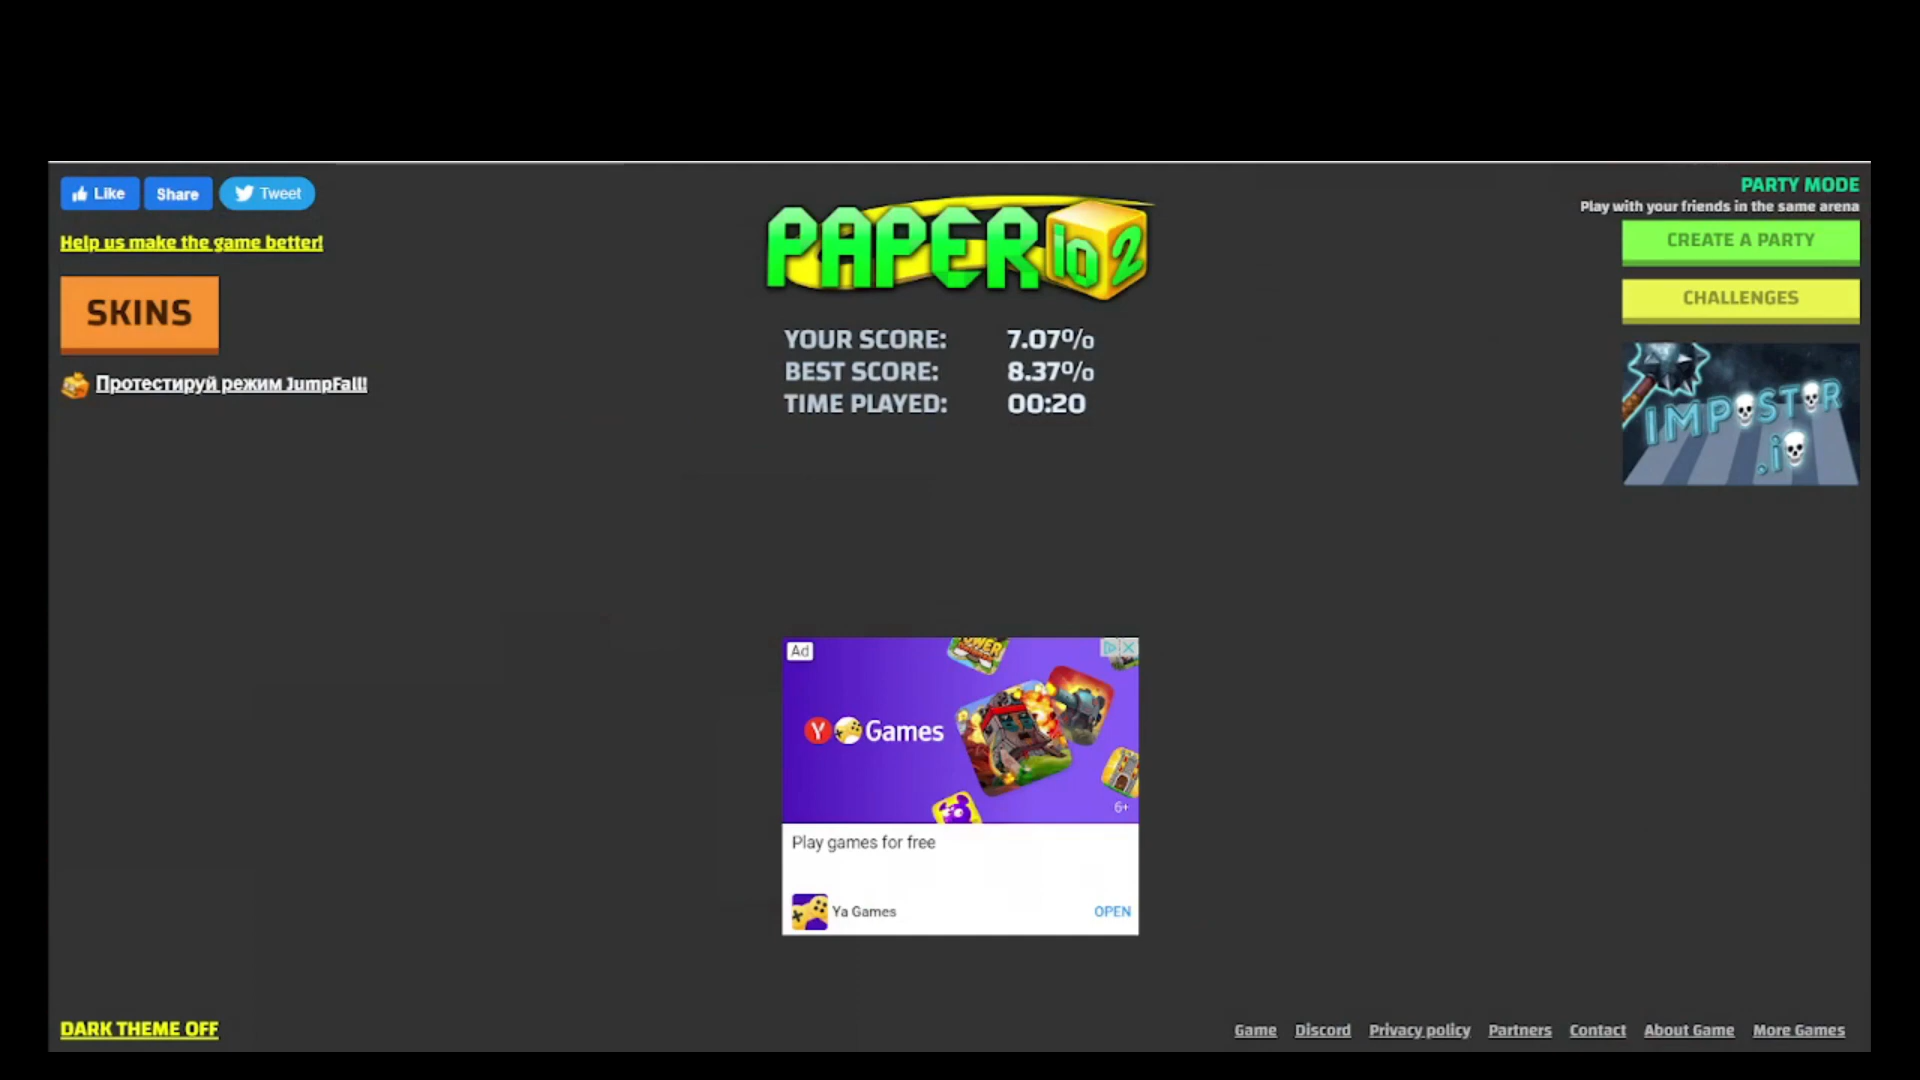 Like Share Tweet
Help us make the game better!
SKINS
Протестируй режим JumpFall!
PAPER io 2
YOUR SCORE: 7.07%
BEST SCORE: 8.37%
TIME PLAYED: 00:20
PARTY MODE
Play with your friends in the same arena
CREATE A PARTY
CHALLENGES
IMPOSTOR
.io
Ad
Y Games
6+
Play games for free
Ya Games OPEN
DARK THEME OFF
Game Discord Privacy policy Partners Contact About Game More Games